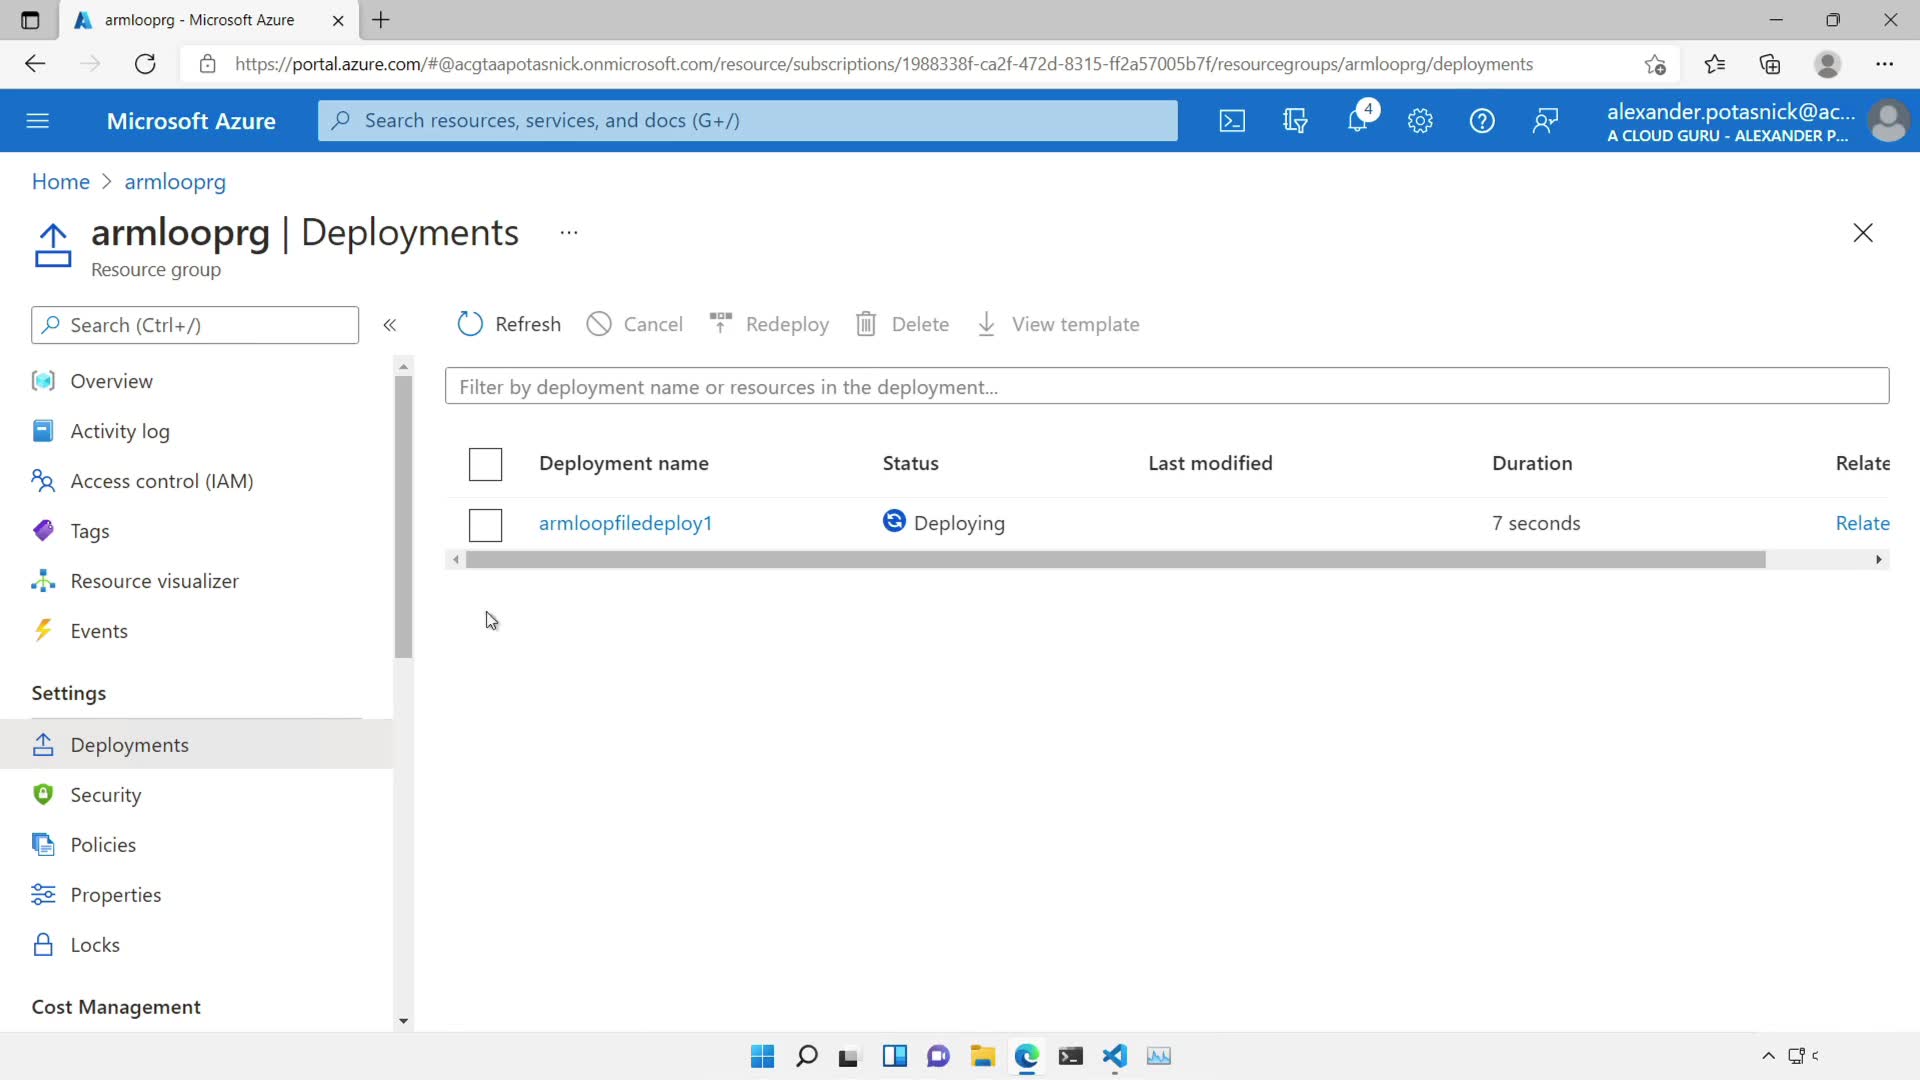 armlooprg - Microsoft Azure
https://portal.azure.com/#@acgtaapotasnick.onmicrosoft.com/resource/subscriptions/1988338f-ca2f-472d-8315-ff2a57005b7f/resourcegroups/armlooprg/deployments
Microsoft Azure
Search resources, services, and docs (G+/)
4
alexander.potasnick@ac...
A CLOUD GURU - ALEXANDER P...
Home > armlooprg
armlooprg | Deployments ...
Resource group
Search (Ctrl+/)
Refresh
Cancel
Redeploy
Delete
View template
Overview
Activity log
Access control (IAM)
Tags
Resource visualizer
Events
Settings
Deployments
Security
Policies
Properties
Locks
Cost Management
Filter by deployment name or resources in the deployment...
Deployment name Status Last modified Duration Relate
armloopfiledeploy1 Deploying 7 seconds Relate